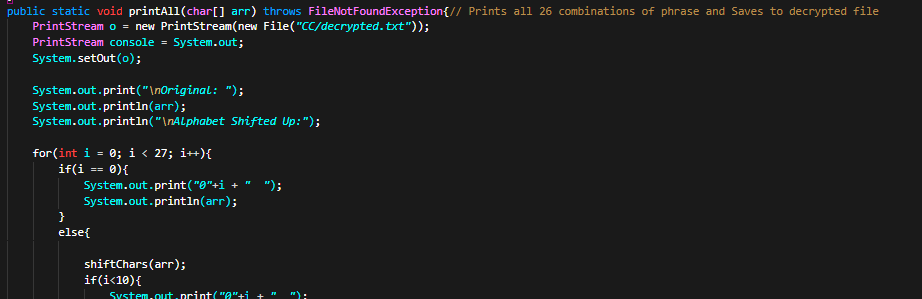 public static void printAll(char[] arr) throws FileNotFoundException{// Prints all 26 combinations of phrase and Saves to decrypted file
PrintStream o = new PrintStream(new File("CC/decrypted.txt"));
PrintStream console = System.out;
System.setOut(o);
System.out.print("\nOriginal: ");
System.out.println(arr);
System.out.println("\nAlphabet Shifted Up:");
for(int i = 0; i < 27; i++){
if(i == 0){
System.out.print("0"+i + "  ");
System.out.println(arr);
}
else{
shiftChars(arr);
if(i<10){
System.out.print("0"+i + "  ");